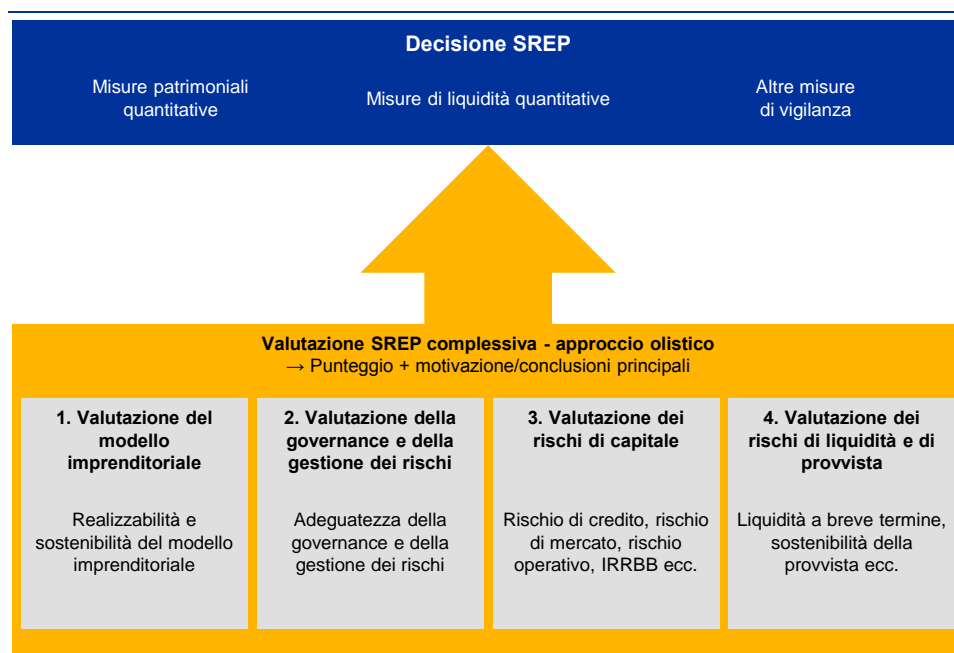 Decisione SREP
Misure patrimoniali
quantitative
Misure di liquidità quantitative
Altre misure
di vigilanza
Valutazione SREP complessiva - approccio olistico
→ Punteggio + motivazione/conclusioni principali
1. Valutazione del
modello
imprenditoriale
Realizzabilità e
sostenibilità del modello
imprenditoriale
2. Valutazione della
governance e della
gestione dei rischi
Adeguatezza della
governance e della
gestione dei rischi
3. Valutazione dei
rischi di capitale
Rischio di credito, rischio
di mercato, rischio
operativo, IRRBB ecc.
4. Valutazione dei
rischi di liquidità e di
provvista
Liquidità a breve termine,
sostenibilità della
provvista ecc.